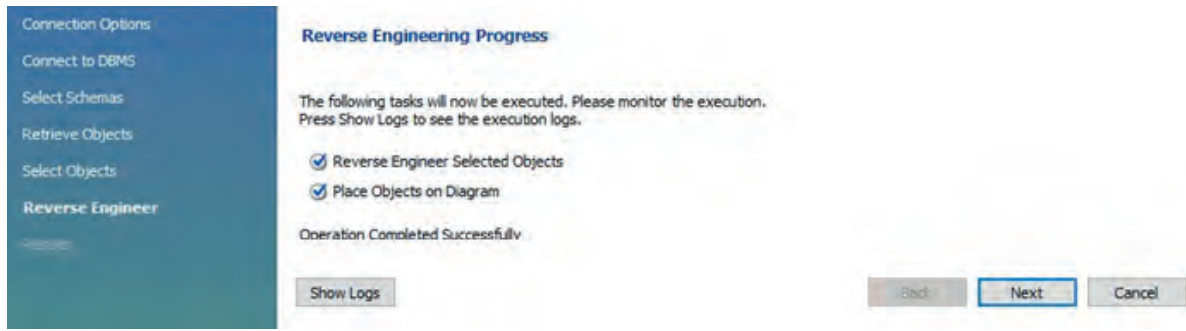 Connection Options
Connect to DBMS
Select Schemas
Retrieve Objects
Select Objects
Reverse Engineer
Reverse Engineering Progress
The following tasks will now be executed. Please monitor the execution.
Press Show Logs to see the execution logs.
Reverse Engineer Selected Objects
Place Objects on Diagram
Operation Completed Successfully
Show Logs
Back
Next
Cancel